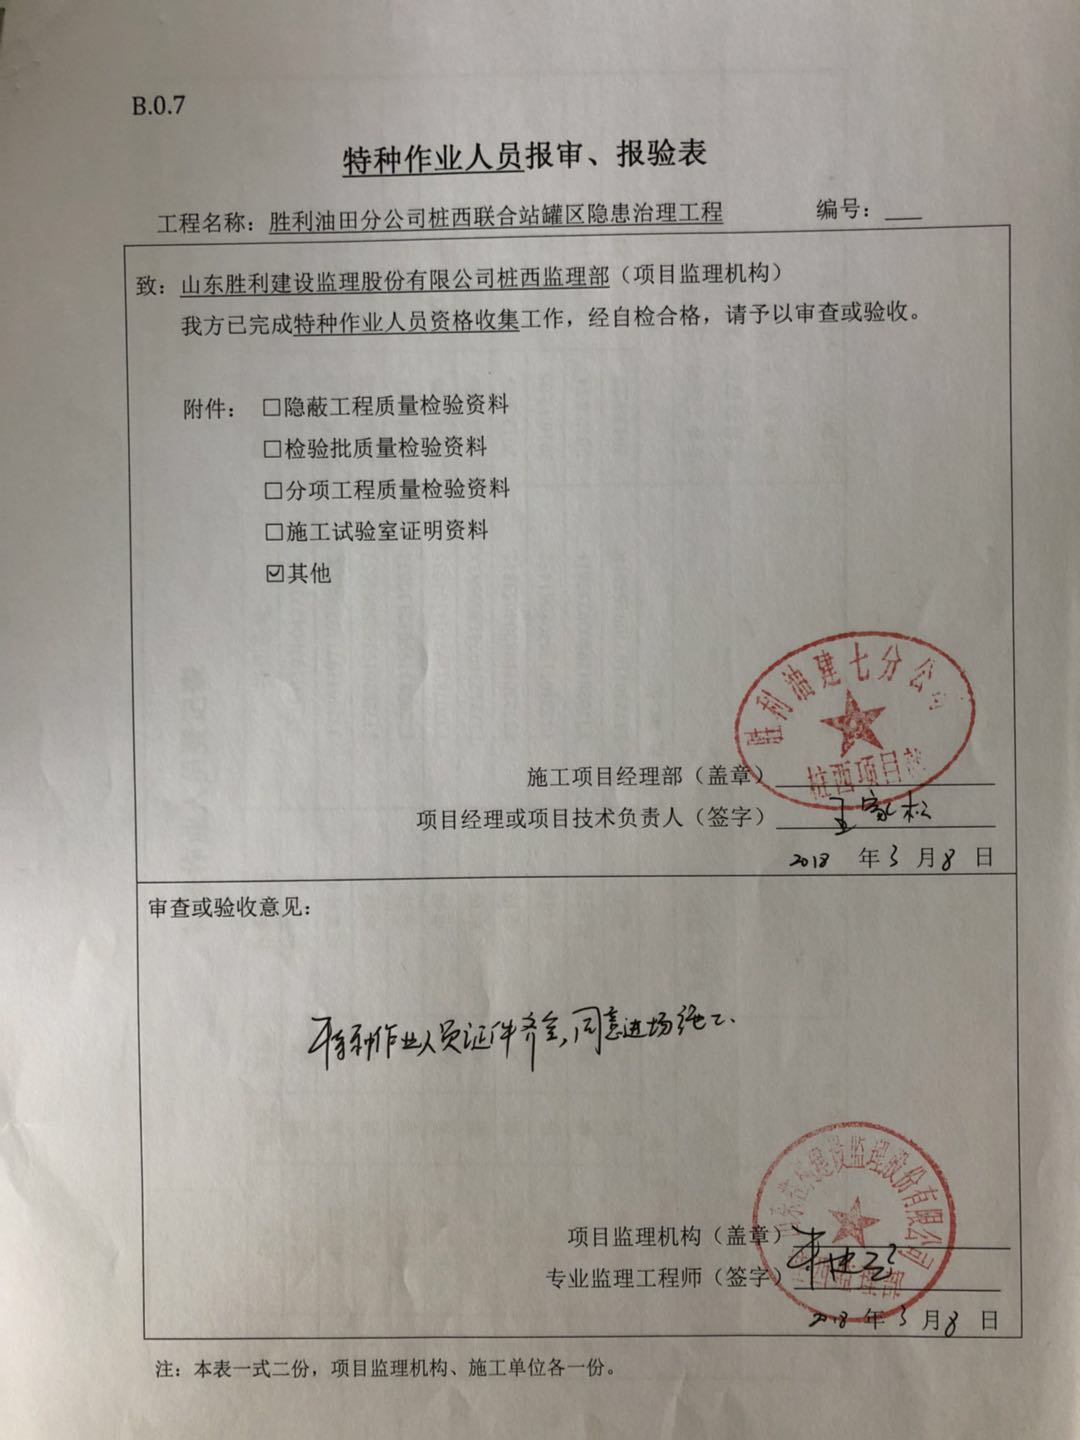 B.0.7
特种作业人员报审、报验表
工程名称：胜利油田分公司桩西联合站罐区隐患治理工程 编号：
致：山东胜利建设监理股份有限公司桩西监理部（项目监理机构）
我方已完成特种作业人员资格收集工作，经自检合格，请予以审查或验收。
附件：□隐蔽工程质量检验资料
□检验批质量检验资料
□分项工程质量检验资料
□施工试验室证明资料
☑其他
胜利油建七分公司
桩西项目部
施工项目经理部（盖章）
项目经理或项目技术负责人（签字）王家松
2018 年 3 月 8 日
审查或验收意见：
特种作业人员证件齐全，同意进场施工.
山东胜利建设监理股份有限公司
项目监理机构（盖章）
专业监理工程师（签字）
2018 年 3 月 8 日
注：本表一式二份，项目监理机构、施工单位各一份。